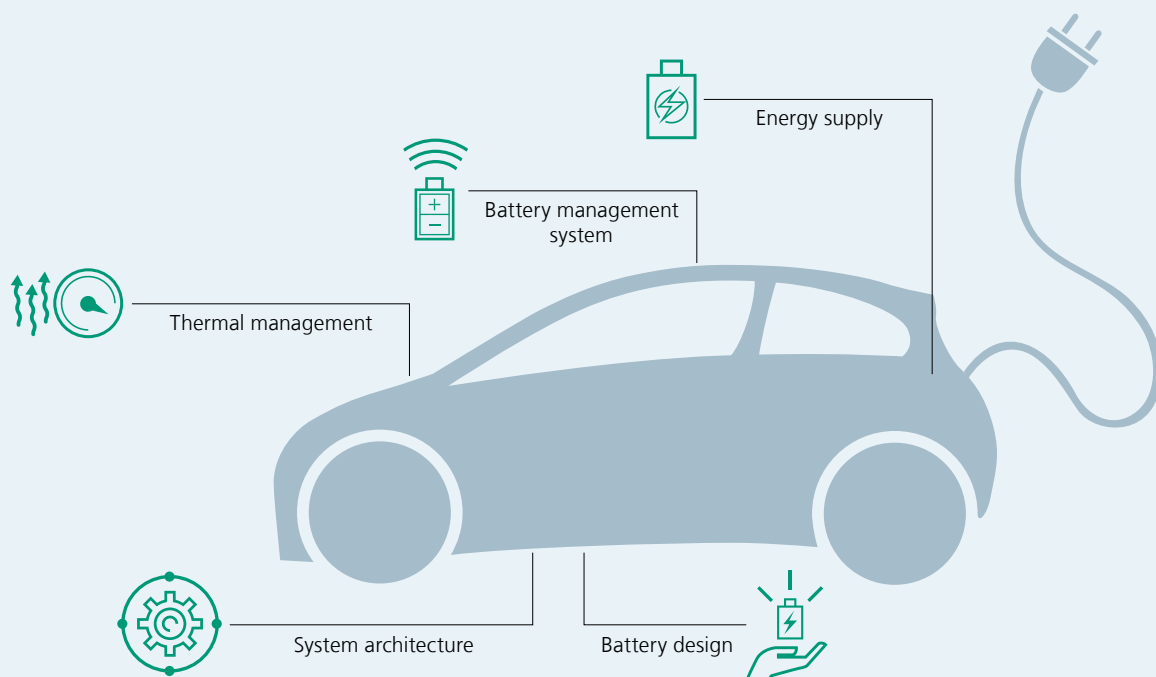 Energy supply
Battery management
system
Thermal management
System architecture
Battery design